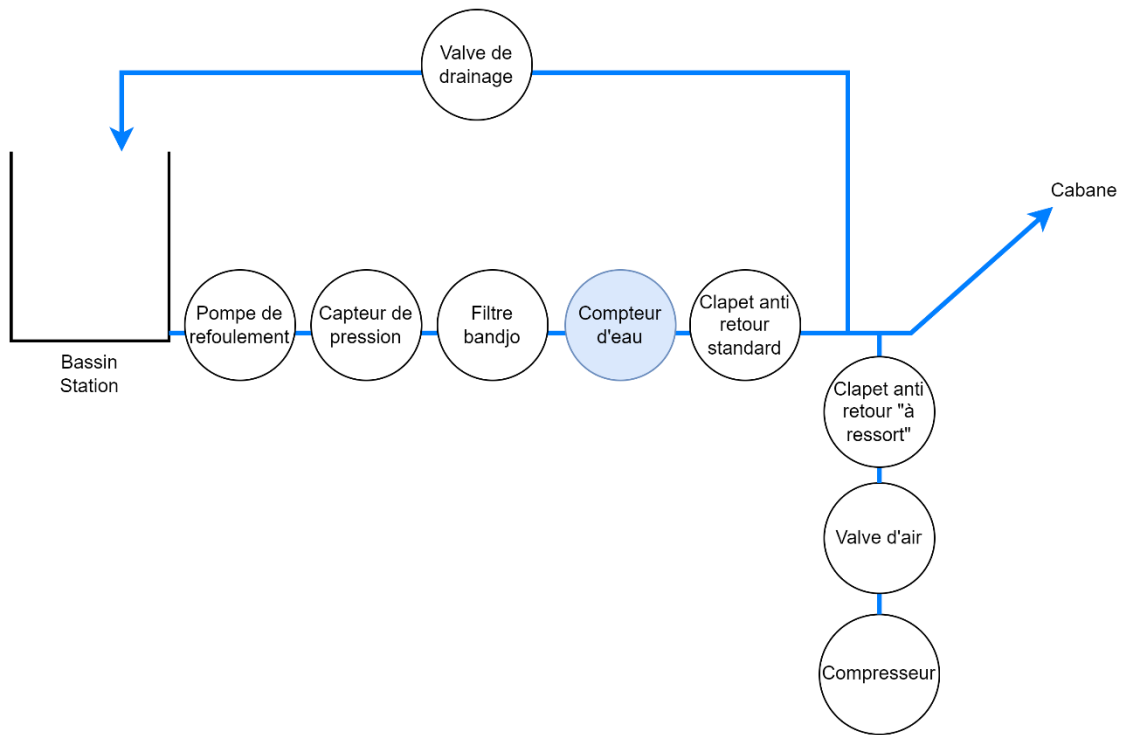 Valve de
drainage
Cabane
Pompe de
refoulement
Capteur de
pression
Filtre
bandjo
Compteur
d'eau
Clapet anti
retour
standard
Bassin
Station
Clapet anti
retour "à
ressort"
Valve d'air
Compresseur